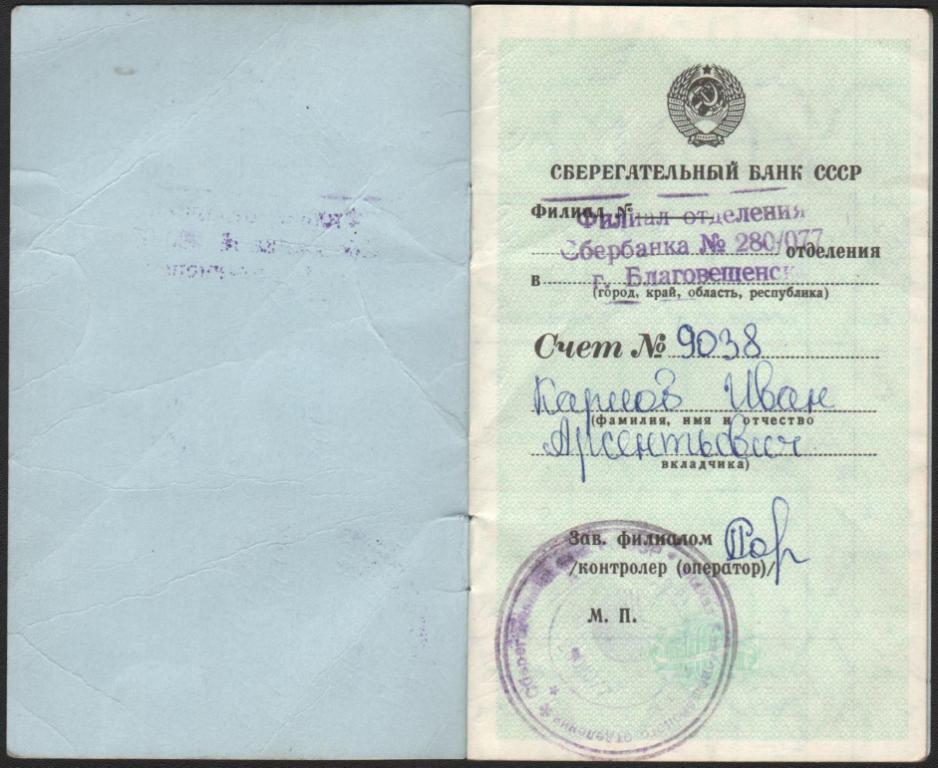 СБЕРЕГАТЕЛЬНЫЙ БАНК СССР
Филиал №
Филиал отделения
Сбербанка № 280/077
отделения
в г. Благовещенск
(город, край, область, республика)
Счет № 9038
Иван
(фамилия, имя и отчество
Арсентьевич
вкладчика)
Зав. филиалом
/контролер (оператор)/
М. П.